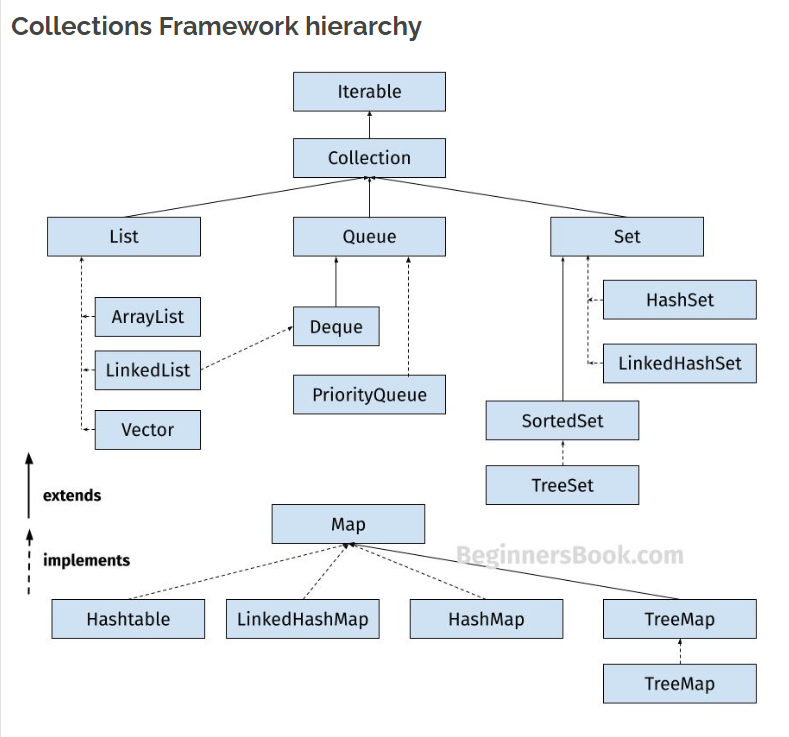 Collections Framework hierarchy
Iterable
Collection
List
Queue
Set
ArrayList
LinkedList
Vector
Deque
PriorityQueue
HashSet
LinkedHashSet
SortedSet
TreeSet
extends
implements
Map
BeginnersBook.com
Hashtable
LinkedHashMap
HashMap
TreeMap
TreeMap